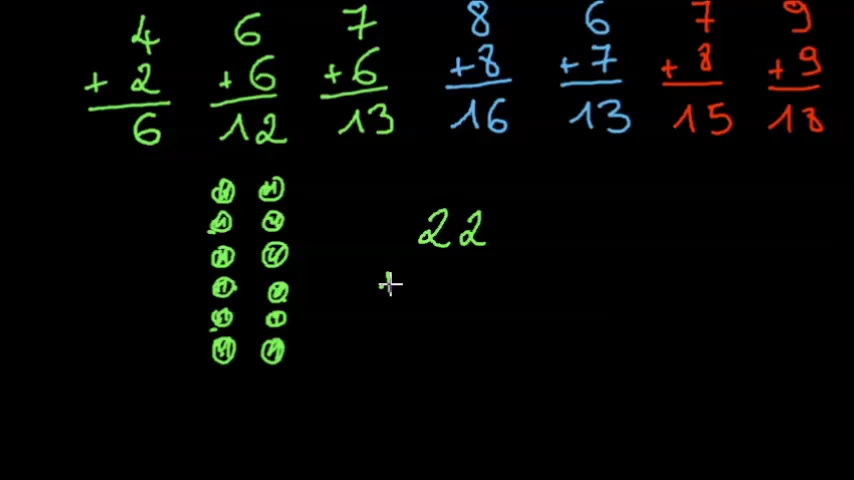 4 6 7 8 6 7 9
+ 2 + 6 + 6 + 8 + 7 + 8 + 9
6 12 13 16 13 15 18
22
+